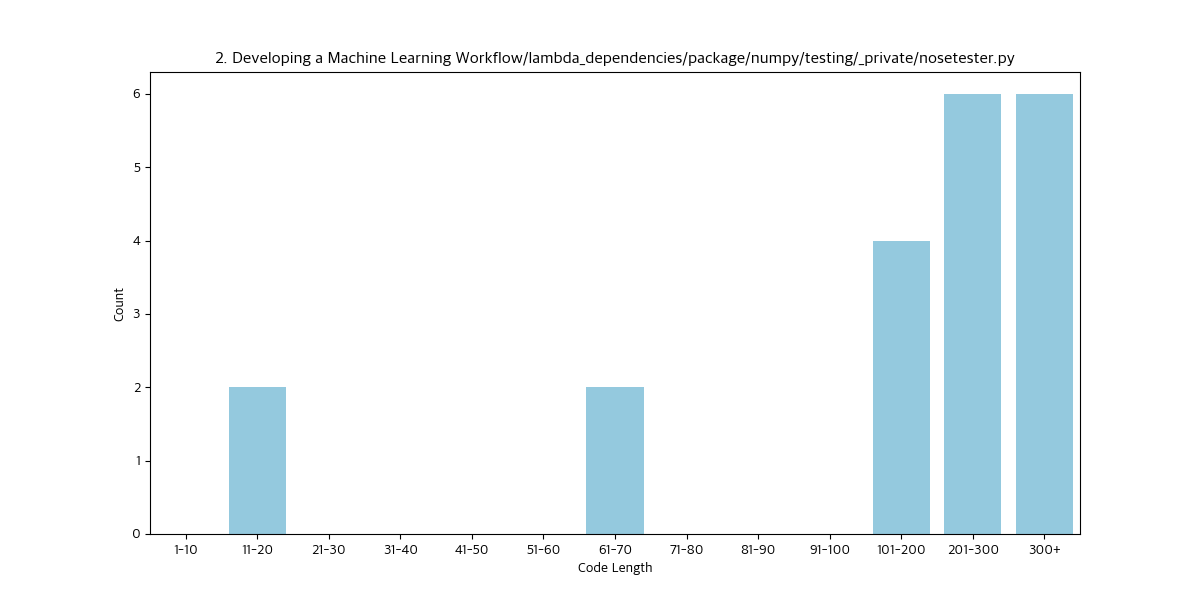 2. Developing a Machine Learning Workflow/lambda_dependencies/package/numpy/testing/_private/nosetester.py
6
5
4
3
2
1
0
Count
1-10 11-20 21-30 31-40 41-50 51-60 61-70 71-80 81-90 91-100 101-200 201-300 300+
Code Length